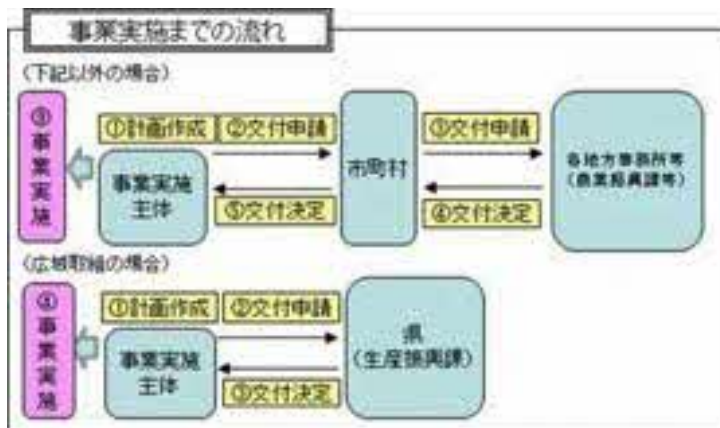 事業実施までの流れ
(下記以外の場合)
事業実施
①計画作成
②交付申請
③交付申請
事業実施
主体
市町村
各地方事務所等
(農業振興課等)
⑤交付決定
④交付決定
(広域取組の場合)
④事業実施
①計画作成
②交付申請
事業実施
主体
県
(生産振興課)
③交付決定